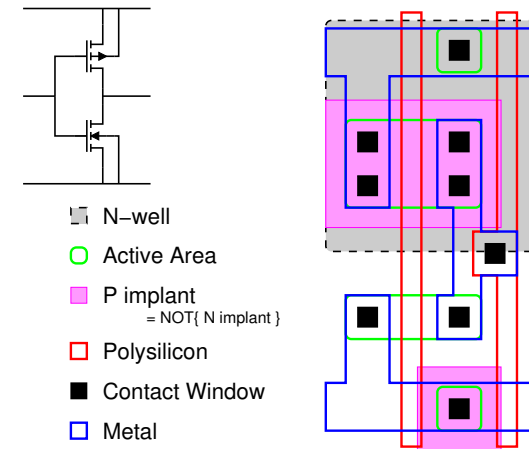 N−well
Active Area
P implant
= NOT{ N implant }
Polysilicon
Contact Window
Metal